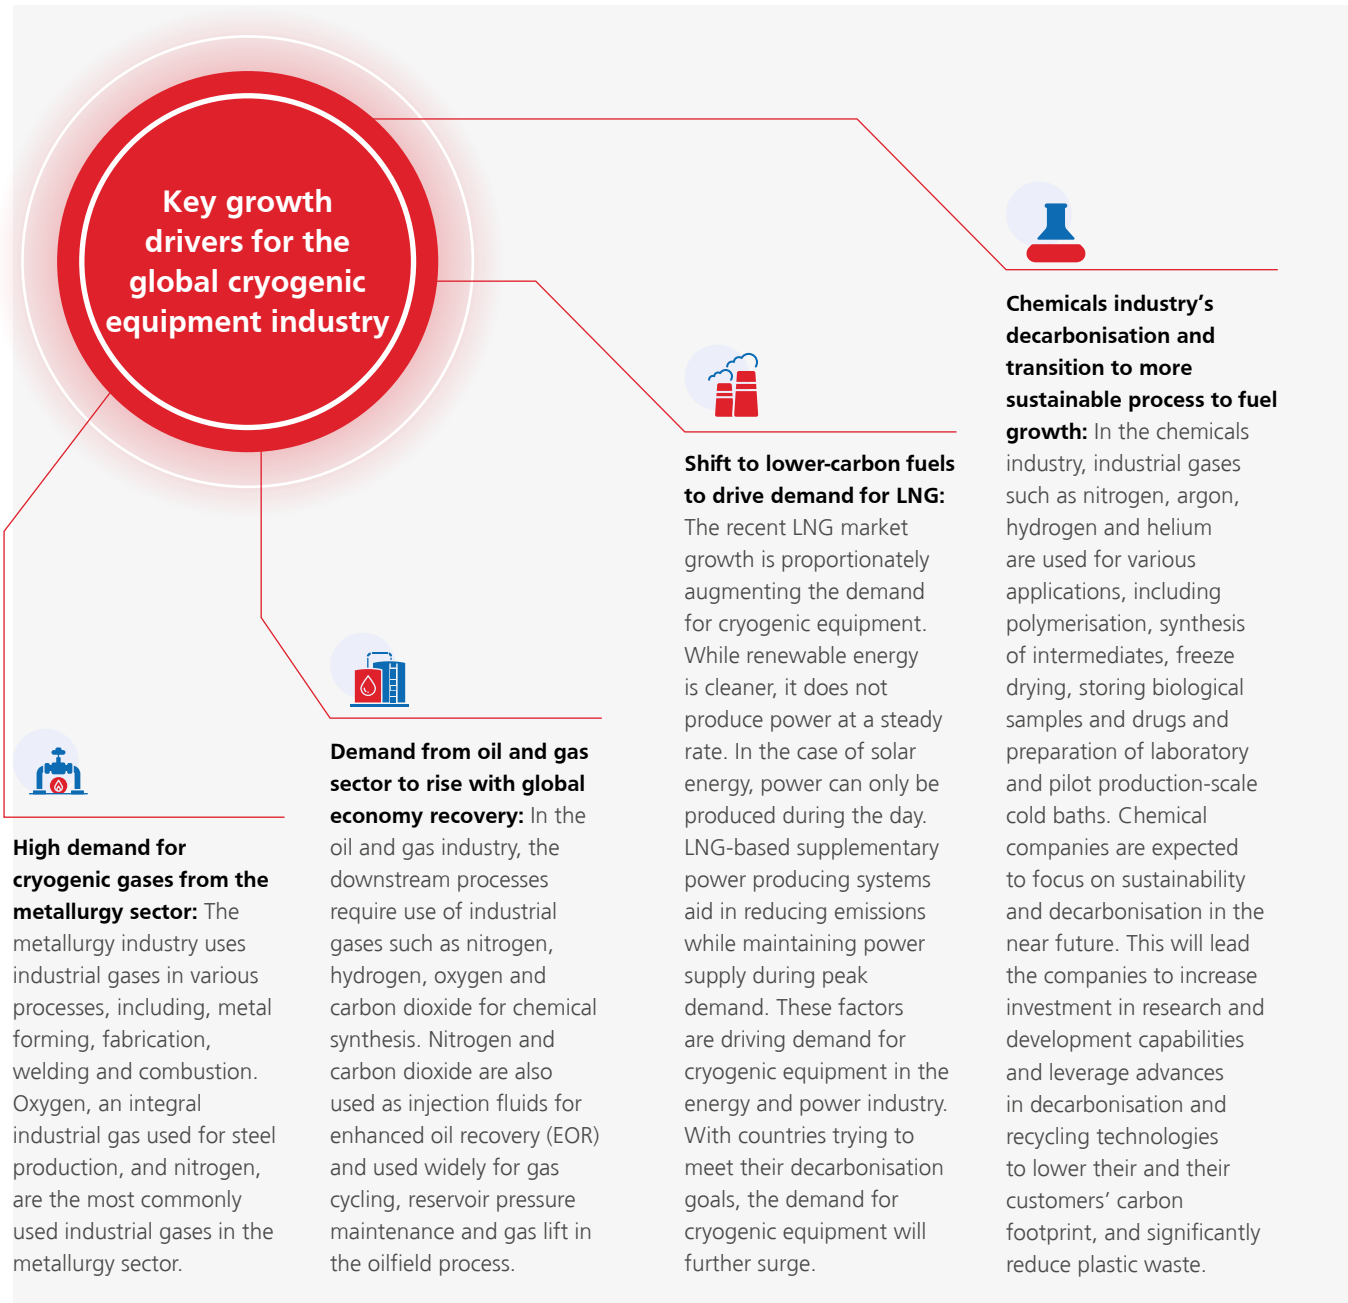 Key growth
drivers for the
global cryogenic
equipment industry
High demand for
cryogenic gases from the
metallurgy sector: The
metallurgy industry uses
industrial gases in various
processes, including, metal
forming, fabrication,
welding and combustion.
Oxygen, an integral
industrial gas used for steel
production, and nitrogen,
are the most commonly
used industrial gases in the
metallurgy sector.
Demand from oil and gas
sector to rise with global
economy recovery: In the
oil and gas industry, the
downstream processes
require use of industrial
gases such as nitrogen,
hydrogen, oxygen and
carbon dioxide for chemical
synthesis. Nitrogen and
carbon dioxide are also
used as injection fluids for
enhanced oil recovery (EOR)
and used widely for gas
cycling, reservoir pressure
maintenance and gas lift in
the oilfield process.
Shift to lower-carbon fuels
to drive demand for LNG:
The recent LNG market
growth is proportionately
augmenting the demand
for cryogenic equipment.
While renewable energy
is cleaner, it does not
produce power at a steady
rate. In the case of solar
energy, power can only be
produced during the day.
LNG-based supplementary
power producing systems
aid in reducing emissions
while maintaining power
supply during peak
demand. These factors
are driving demand for
cryogenic equipment in the
energy and power industry.
With countries trying to
meet their decarbonisation
goals, the demand for
cryogenic equipment will
further surge.
Chemicals industry’s
decarbonisation and
transition to more
sustainable process to fuel
growth: In the chemicals
industry, industrial gases
such as nitrogen, argon,
hydrogen and helium
are used for various
applications, including
polymerisation, synthesis
of intermediates, freeze
drying, storing biological
samples and drugs and
preparation of laboratory
and pilot production-scale
cold baths. Chemical
companies are expected
to focus on sustainability
and decarbonisation in the
near future. This will lead
the companies to increase
investment in research and
development capabilities
and leverage advances
in decarbonisation and
recycling technologies
to lower their and their
customers’ carbon
footprint, and significantly
reduce plastic waste.